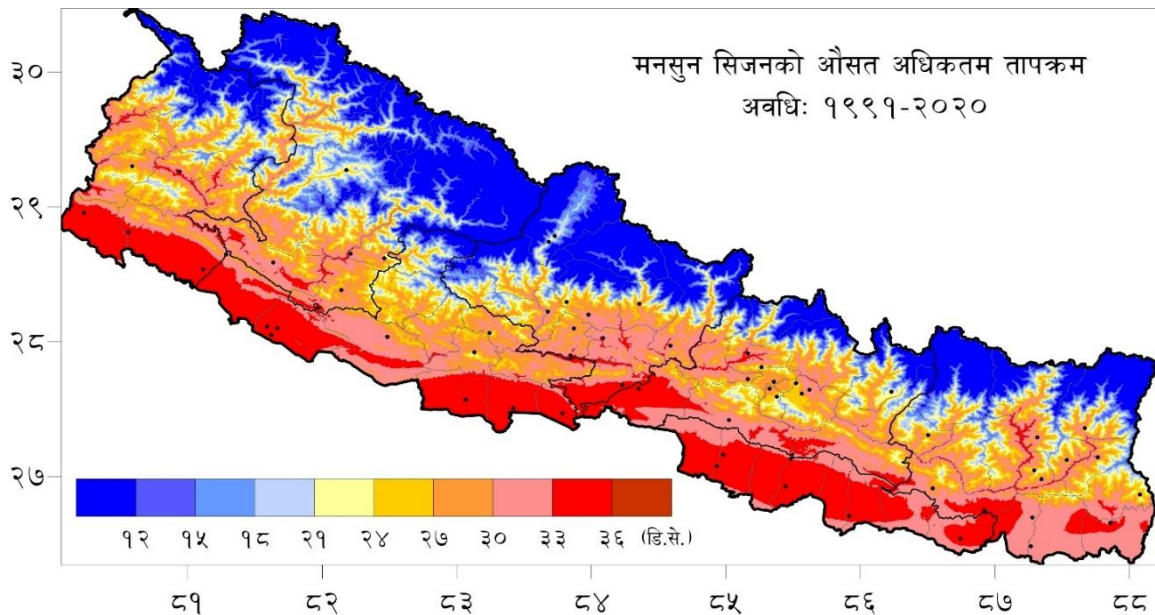 मनसुन सिजनको औसत अधिकतम तापक्रम
अवधिः १९९१-२०२०
३०
२९
२८
२७
१२ १५ १८ २१ २४ २७ ३० ३३ ३६ (डि.से.)
८१ ८२ ८३ ८४ ८५ ८६ ८७ ८८